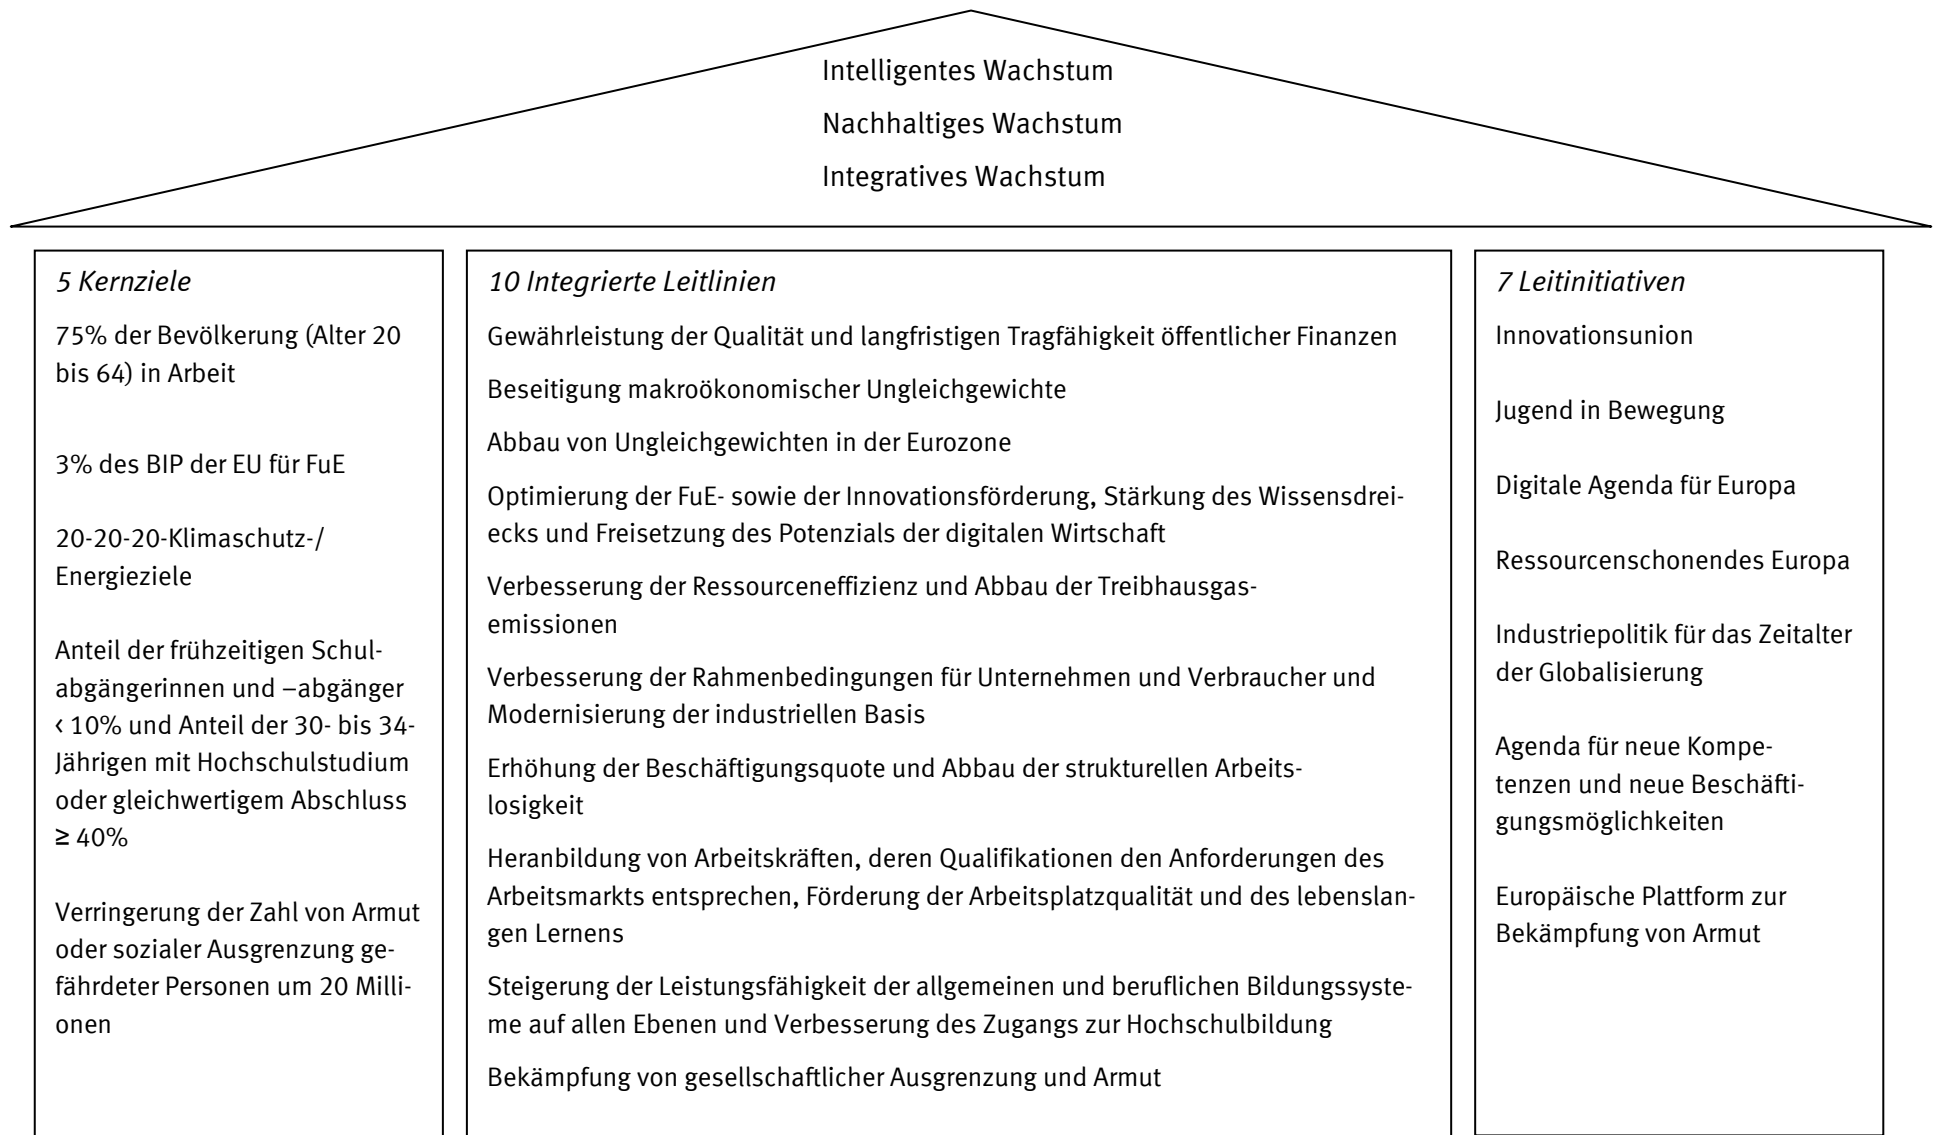 Intelligentes Wachstum
Nachhaltiges Wachstum
Integratives Wachstum
5 Kernziele
75% der Bevölkerung (Alter 20
bis 64) in Arbeit
3% des BIP der EU für FuE
20-20-20-Klimaschutz-/
Energieziele
Anteil der frühzeitigen Schul-
abgängerinnen und –abgänger
< 10% und Anteil der 30- bis 34-
Jährigen mit Hochschulstudium
oder gleichwertigem Abschluss
≥ 40%
Verringerung der Zahl von Armut
oder sozialer Ausgrenzung ge-
fährdeter Personen um 20 Milli-
onen
10 Integrierte Leitlinien
Gewährleistung der Qualität und langfristigen Tragfähigkeit öffentlicher Finanzen
Beseitigung makroökonomischer Ungleichgewichte
Abbau von Ungleichgewichten in der Eurozone
Optimierung der FuE- sowie der Innovationsförderung, Stärkung des Wissensdrei-
ecks und Freisetzung des Potenzials der digitalen Wirtschaft
Verbesserung der Ressourceneffizienz und Abbau der Treibhausgas-
emissionen
Verbesserung der Rahmenbedingungen für Unternehmen und Verbraucher und
Modernisierung der industriellen Basis
Erhöhung der Beschäftigungsquote und Abbau der strukturellen Arbeits-
losigkeit
Heranbildung von Arbeitskräften, deren Qualifikationen den Anforderungen des
Arbeitsmarkts entsprechen, Förderung der Arbeitsplatzqualität und des lebenslan-
gen Lernens
Steigerung der Leistungsfähigkeit der allgemeinen und beruflichen Bildungssyste-
me auf allen Ebenen und Verbesserung des Zugangs zur Hochschulbildung
Bekämpfung von gesellschaftlicher Ausgrenzung und Armut
7 Leitinitiativen
Innovationsunion
Jugend in Bewegung
Digitale Agenda für Europa
Ressourcenschonendes Europa
Industriepolitik für das Zeitalter
der Globalisierung
Agenda für neue Kompe-
tenzen und neue Beschäfti-
gungsmöglichkeiten
Europäische Plattform zur
Bekämpfung von Armut